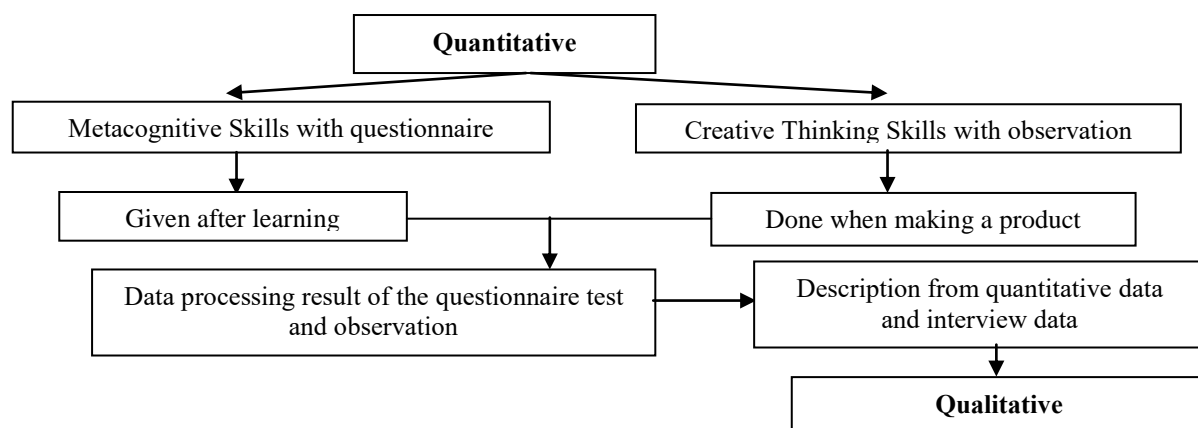 Quantitative
Metacognitive Skills with questionnaire
Creative Thinking Skills with observation
Given after learning
Done when making a product
Data processing result of the questionnaire test
and observation
Description from quantitative data
and interview data
Qualitative